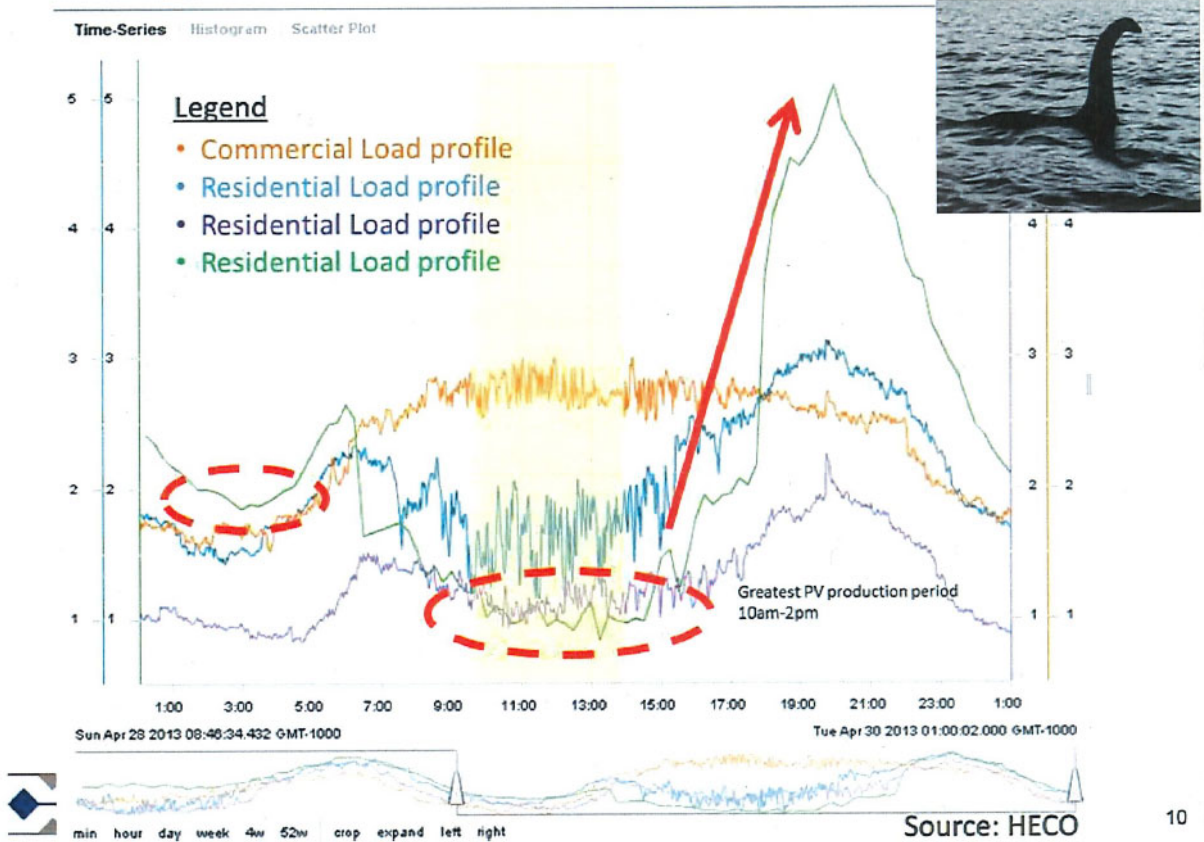 Time-Series Histogram Scatter Plot
5 5
Legend
• Commercial Load profile
• Residential Load profile
• Residential Load profile
• Residential Load profile
4 4 4 4
3 3 3 3
2 2 2 2
Greatest PV production period
10am-2pm
1 1 1 1
1:00 3:00 5:00 7:00 9:00 11:00 13:00 15:00 17:00 19:00 21:00 23:00 1:00
Sun Apr 28 2013 08:46:34.432 GMT-1000 Tue Apr 30 2013 01:00:02.000 GMT-1000
min hour day week 4w 52w crop expand left right
Source: HECO 10